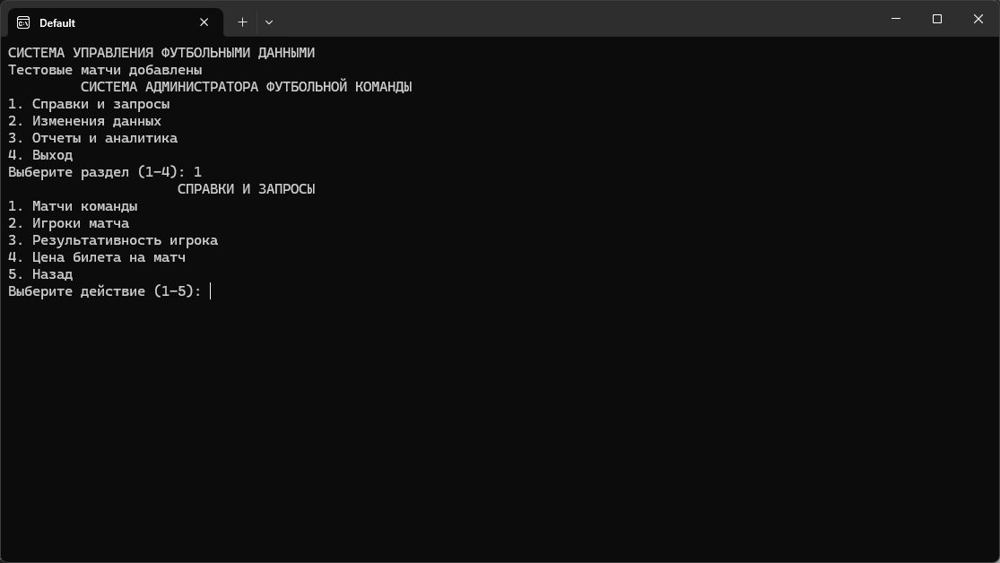 Default
СИСТЕМА УПРАВЛЕНИЯ ФУТБОЛЬНЫМИ ДАННЫМИ
Тестовые матчи добавлены
СИСТЕМА АДМИНИСТРАТОРА ФУТБОЛЬНОЙ КОМАНДЫ
1. Справки и запросы
2. Изменения данных
3. Отчеты и аналитика
4. Выход
Выберите раздел (1-4): 1
СПРАВКИ И ЗАПРОСЫ
1. Матчи команды
2. Игроки матча
3. Результативность игрока
4. Цена билета на матч
5. Назад
Выберите действие (1-5):